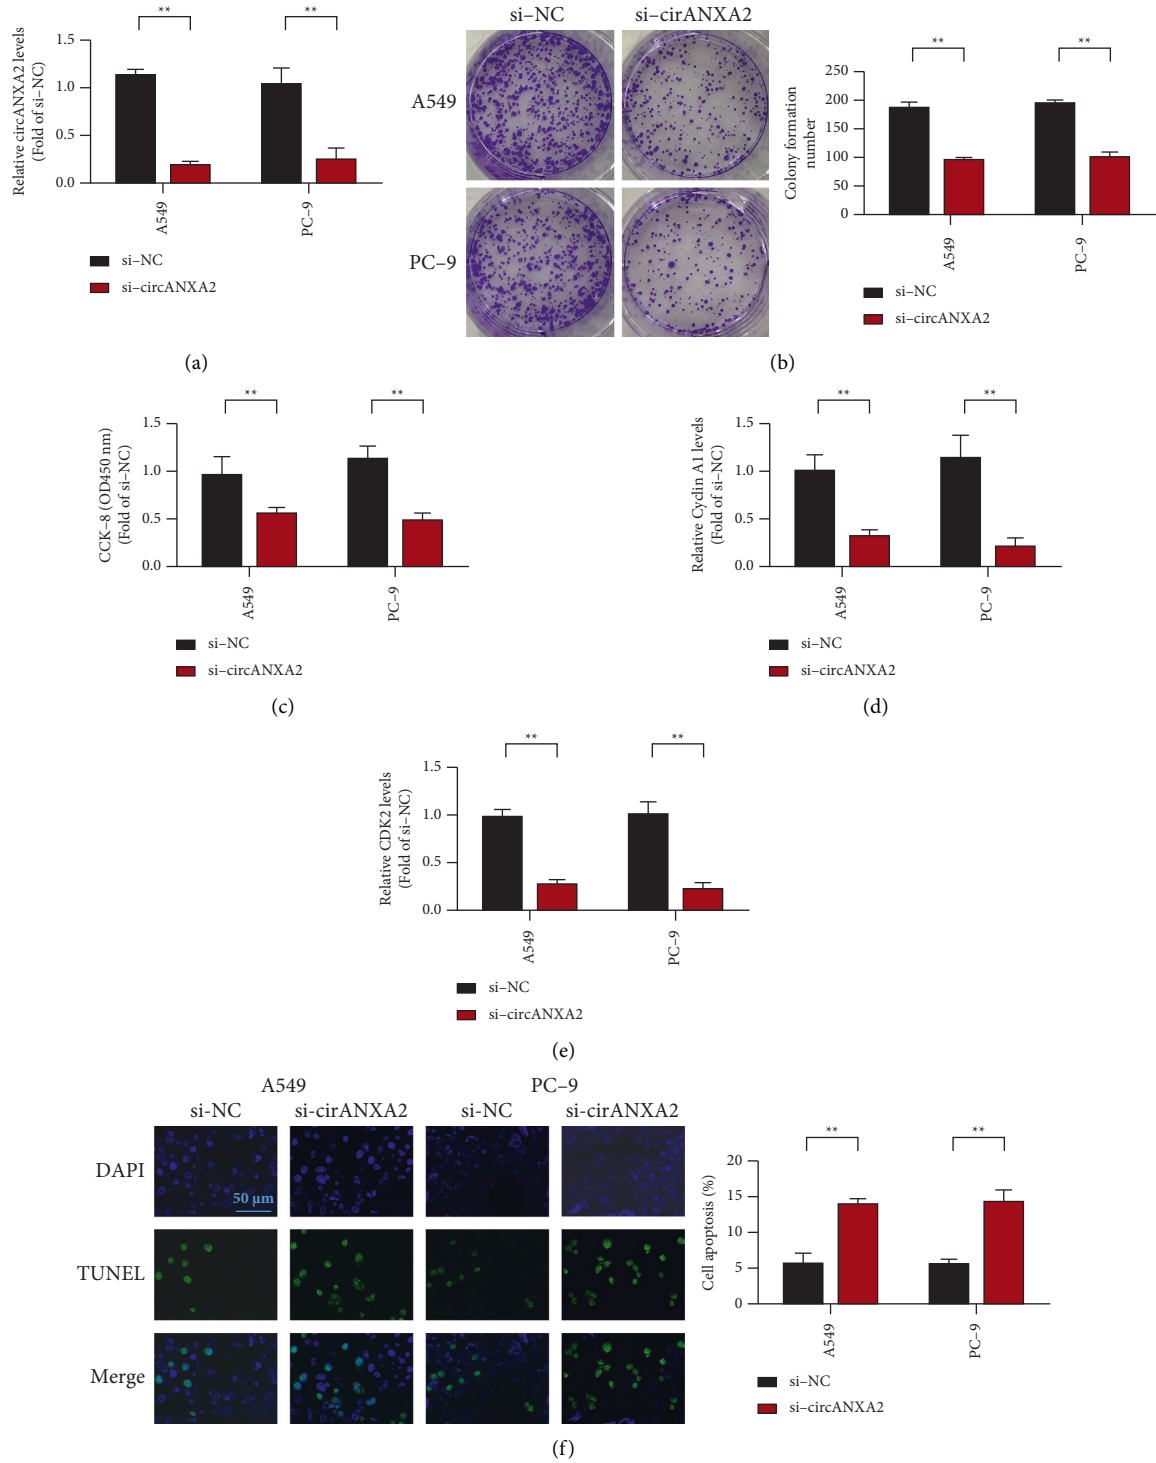 **
**
Relative circANXA2 levels
(Fold of si–NC)
1.5
1.0
0.5
0.0
A549
PC–9
si–NC
si–circANXA2
(a)
si–NC
si–cirANXA2
A549
PC–9
**
**
Colony formation
number
250
200
150
100
50
0
A549
PC–9
si–NC
si–circANXA2
(b)
**
**
CCK–8 (OD450 nm)
(Fold of si–NC)
1.5
1.0
0.5
0.0
A549
PC–9
si–NC
si–circANXA2
(c)
**
**
Relative Cyclin A1 levels
(Fold of si–NC)
1.5
1.0
0.5
0.0
A549
PC–9
si–NC
si–circANXA2
(d)
**
**
Relative CDK2 levels
(Fold of si–NC)
1.5
1.0
0.5
0.0
A549
PC–9
si–NC
si–circANXA2
(e)
A549
PC–9
si-NC
si-cirANXA2
si-NC
si-cirANXA2
DAPI
50 µm
TUNEL
Merge
**
**
Cell apoptosis (%)
20
15
10
5
0
A549
PC–9
si–NC
si–circANXA2
(f)